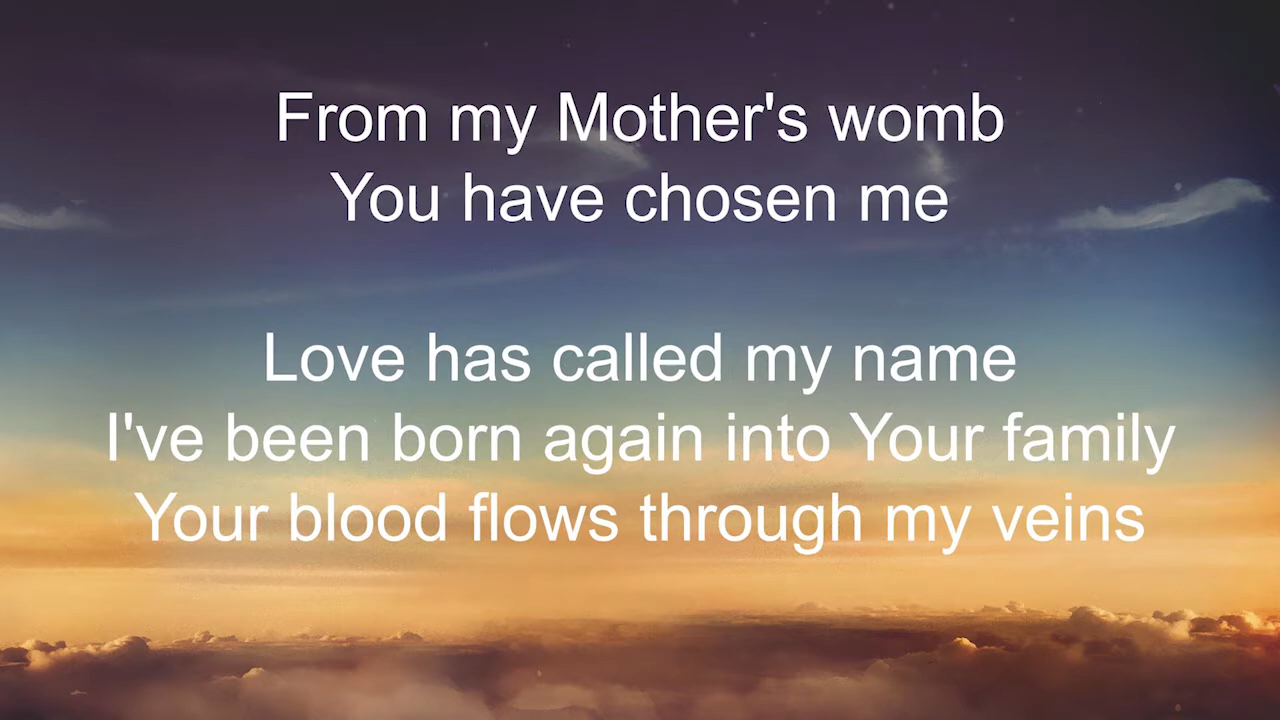 From my Mother's womb
You have chosen me
Love has called my name
I've been born again into Your family
Your blood flows through my veins